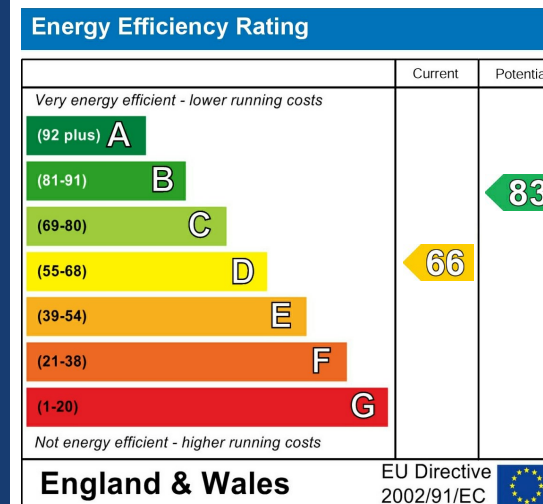 Energy Efficiency Rating
Current Potentia
Very energy efficient - lower running costs
(92 plus) A
(81-91) B
83
(69-80) C
(55-68) D
66
(39-54) E
(21-38) F
(1-20) G
Not energy efficient - higher running costs
England & Wales
EU Directive
2002/91/EC